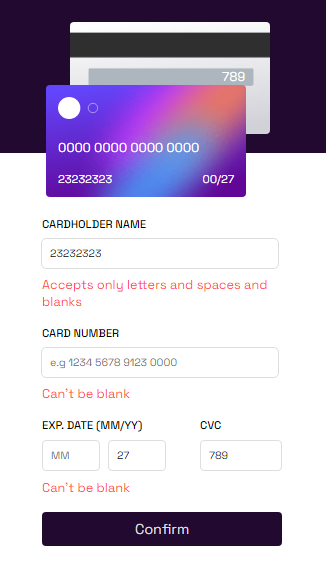 789
0000 0000 0000 0000
23232323 00/27
CARDHOLDER NAME
23232323
Accepts only letters and spaces and
blanks
CARD NUMBER
e.g 1234 5678 9123 0000
Can't be blank
EXP. DATE (MM/YY) CVC
MM 27 789
Can't be blank
Confirm